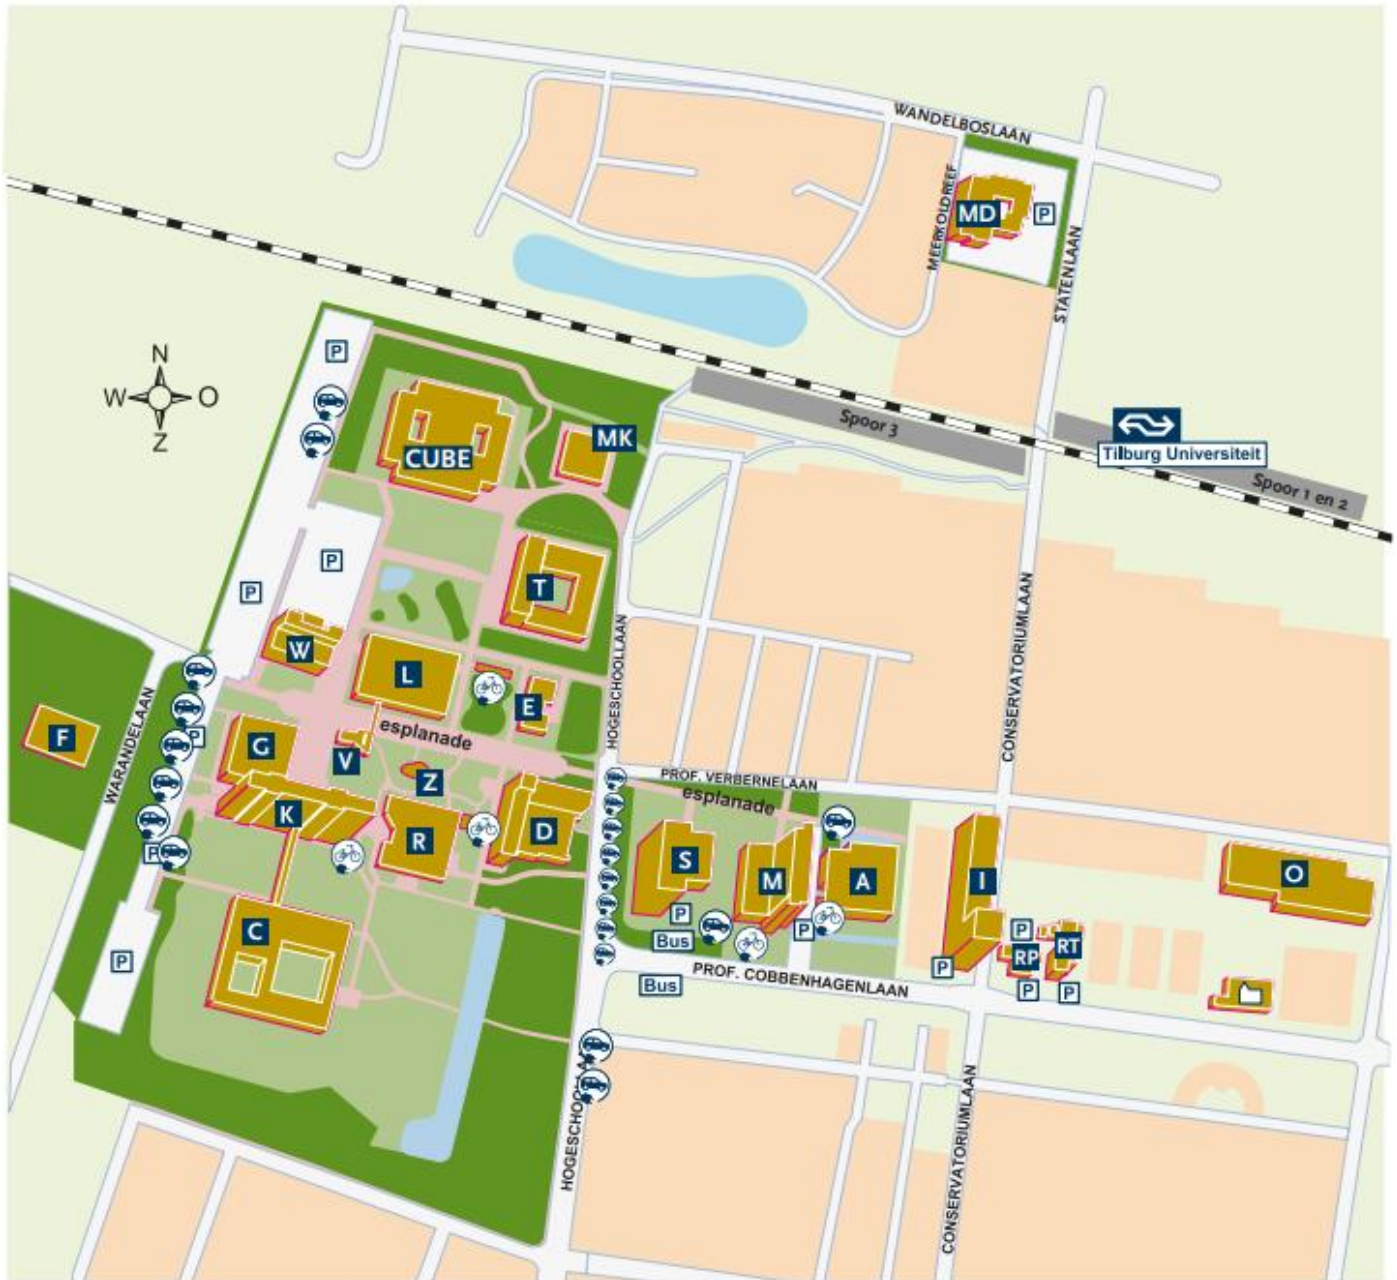 WANDELBOSLAAN
MEERKOLDREEF
MD
P
STATENLAAN
N
W
O
Z
P
Spoor 3
Tilburg Universiteit
Spoor 1 en 2
CUBE
MK
P
P
T
W
L
E
HOGESCHOOLLAAN
CONSERVATORIUMLAAN
WARANDELAAN
F
P
G
V
esplanade
Z
K
R
D
PROF. VERBERNELAAN
esplanade
S
M
A
I
O
P
C
P
P
P
P
Bus
RP
RT
P
P
P
Bus
PROF. COBBENHAGENLAAN
HOGESCHOOLLAAN
CONSERVATORIUMLAAN